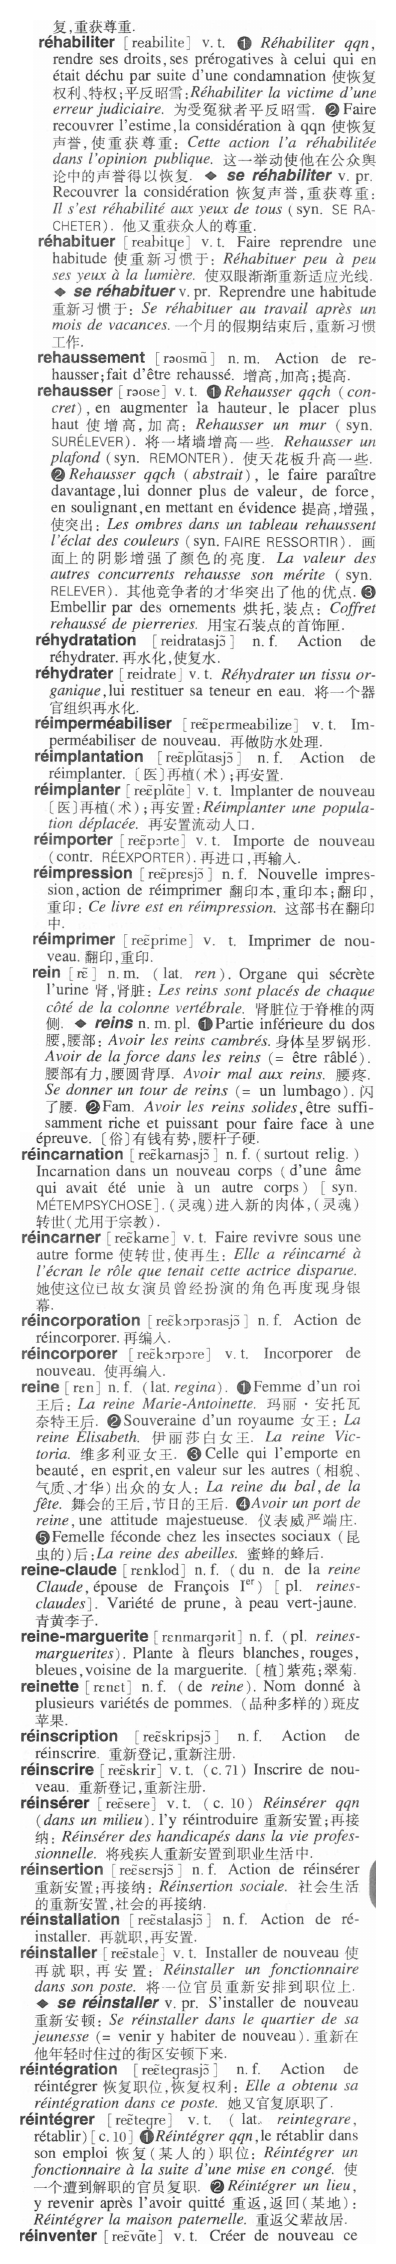 复,重获尊重.
réhabiliter [reabilite] v. t. ❶ Réhabiliter qqn,
rendre ses droits,ses prérogatives à celui qui en
était déchu par suite d'une condamnation 使恢复
权利、特权;平反昭雪:Réhabiliter la victime d'une
erreur judiciaire. 为受冤狱者平反昭雪. ❷ Faire
recouvrer l'estime,la considération à qqn 使恢复
声誉,使重获尊重: Cette action l'a réhabilitée
dans l'opinion publique. 这一举动使他在公众舆
论中的声誉得以恢复. ◆ se réhabiliter v. pr.
Recouvrer la considération 恢复声誉,重获尊重:
Il s'est réhabilité aux yeux de tous (syn. SE RA-
CHETER). 他又重获众人的尊重.
réhabituer [reabitɥe] v. t. Faire reprendre une
habitude 使重新习惯于: Réhabituer peu à peu
ses yeux à la lumière. 使双眼渐渐重新适应光线.
◆ se réhabituer v. pr. Reprendre une habitude
重新习惯于: Se réhabituer au travail après un
mois de vacances. 一个月的假期结束后,重新习惯
工作.
rehaussement [rəosmɑ̃] n. m. Action de re-
hausser;fait d'être rehaussé. 增高,加高;提高.
rehausser [rəose] v. t. ❶ Rehausser qqch (con-
cret), en augmenter la hauteur, le placer plus
haut 使增高,加高: Rehausser un mur (syn.
SURÉLEVER). 将一堵墙增高一些. Rehausser un
plafond (syn. REMONTER). 使天花板升高一些.
❷ Rehausser qqch (abstrait), le faire paraître
davantage,lui donner plus de valeur, de force,
en soulignant,en mettant en évidence 提高,增强,
使突出: Les ombres dans un tableau rehaussent
l'éclat des couleurs (syn. FAIRE RESSORTIR). 画
面上的阴影增强了颜色的亮度. La valeur des
autres concurrents rehausse son mérite (syn.
RELEVER). 其他竞争者的才华突出了他的优点. ❸
Embellir par des ornements 烘托,装点: Coffret
rehaussé de pierreries. 用宝石装点的首饰匣.
réhydratation [reidratasjɔ̃] n. f. Action de
réhydrater. 再水化,使复水.
réhydrater [reidrate] v. t. Réhydrater un tissu or-
ganique,lui restituer sa teneur en eau. 将一个器
官组织再水化.
réimperméabiliser [reɛ̃pɛrmeabilize] v. t. Im-
perméabiliser de nouveau. 再做防水处理.
réimplantation [reɛ̃plɑ̃tasjɔ̃] n. f. Action de
réimplanter. 〔医〕再植(术);再安置.
réimplanter [reɛ̃plɑ̃te] v. t. Implanter de nouveau
〔医〕再植(术);再安置:Réimplanter une popula-
tion déplacée. 再安置流动人口.
réimporter [reɛ̃pɔrte] v. t. Importe de nouveau
(contr. RÉEXPORTER). 再进口,再输入.
réimpression [reɛ̃prɛsjɔ̃] n. f. Nouvelle impres-
sion,action de réimprimer 翻印本,重印本;翻印,
重印: Ce livre est en réimpression. 这部书在翻印
中.
réimprimer [reɛ̃prime] v. t. Imprimer de nou-
veau. 翻印,重印.
rein [rɛ̃] n. m. (lat. ren). Organe qui sécrète
l'urine 肾,肾脏: Les reins sont placés de chaque
côté de la colonne vertébrale. 肾脏位于脊椎的两
侧. ◆ reins n. m. pl. ❶ Partie inférieure du dos
腰,腰部: Avoir les reins cambrés. 身体呈罗锅形.
Avoir de la force dans les reins (= être râblé).
腰部有力,腰圆背厚. Avoir mal aux reins. 腰疼.
Se donner un tour de reins (= un lumbago). 闪
了腰. ❷ Fam. Avoir les reins solides,être suffi-
samment riche et puissant pour faire face à une
épreuve. 〔俗〕有钱有势,腰杆子硬.
réincarnation [reɛ̃karnasjɔ̃] n. f. (surtout relig.)
Incarnation dans un nouveau corps (d'une âme
qui avait été unie à un autre corps) [syn.
MÉTEMPSYCHOSE]. (灵魂)进入新的肉体,(灵魂)
转世(尤用于宗教).
réincarner [reɛ̃karne] v. t. Faire revivre sous une
autre forme 使转世,使再生: Elle a réincarné à
l'écran le rôle que tenait cette actrice disparue.
她使这位已故女演员曾经扮演的角色再度现身银
幕.
réincorporation [reɛ̃kɔrpɔrasjɔ̃] n. f. Action de
réincorporer. 再编入.
réincorporer [reɛ̃kɔrpɔre] v. t. Incorporer de
nouveau. 使再编入.
reine [rɛn] n. f. (lat. regina). ❶ Femme d'un roi
王后: La reine Marie-Antoinette. 玛丽·安托瓦
奈特王后. ❷ Souveraine d'un royaume 女王: La
reine Élisabeth. 伊丽莎白女王. La reine Vic-
toria. 维多利亚女王. ❸ Celle qui l'emporte en
beauté, en esprit,en valeur sur les autres (相貌、
气质、才华)出众的女人: La reine du bal,de la
fête. 舞会的王后,节日的王后. ❹ Avoir un port de
reine, une attitude majestueuse. 仪表威严端庄.
❺ Femelle féconde chez les insectes sociaux (昆
虫的)后:La reine des abeilles. 蜜蜂的蜂后.
reine-claude [rɛnklod] n. f. (du n. de la reine
Claude,épouse de François Ier) [pl. reines-
claudes]. Variété de prune, à peau vert-jaune.
青黄李子.
reine-marguerite [rɛnmargərit] n. f. (pl. reines-
marguerites). Plante à fleurs blanches, rouges,
bleues,voisine de la marguerite. 〔植〕紫苑;翠菊.
reinette [rɛnɛt] n. f. (de reine). Nom donné à
plusieurs variétés de pommes. (品种多样的)斑皮
苹果.
réinscription [reɛ̃skripsjɔ̃] n. f. Action de
réinscrire. 重新登记,重新注册.
réinscrire [reɛ̃skrir] v. t. (c. 71) Inscrire de nou-
veau. 重新登记,重新注册.
réinsérer [reɛ̃sere] v. t. (c. 10) Réinsérer qqn
(dans un milieu), l'y réintroduire 重新安置;再接
纳: Réinsérer des handicapés dans la vie profes-
sionnelle. 将残疾人重新安置到职业生活中.
réinsertion [reɛ̃sɛrsjɔ̃] n. f. Action de réinsérer
重新安置;再接纳: Réinsertion sociale. 社会生活
的重新安置,社会的再接纳.
réinstallation [reɛ̃stalasjɔ̃] n. f. Action de ré-
installer. 再就职,再安置.
réinstaller [reɛ̃stale] v. t. Installer de nouveau 使
再就职,再安置: Réinstaller un fonctionnaire
dans son poste. 将一位官员重新安排到职位上.
◆ se réinstaller v. pr. S'installer de nouveau
重新安顿: Se réinstaller dans le quartier de sa
jeunesse (= venir y habiter de nouveau). 重新在
他年轻时住过的街区安顿下来.
réintégration [reɛ̃tegrasjɔ̃] n. f. Action de
réintégrer 恢复职位,恢复权利: Elle a obtenu sa
réintégration dans ce poste. 她又官复原职了.
réintégrer [reɛ̃tegre] v. t. (lat. reintegrare,
rétablir) [c. 10] ❶ Réintégrer qqn,le rétablir dans
son emploi 恢复(某人的)职位: Réintégrer un
fonctionnaire à la suite d'une mise en congé. 使
一个遭到解职的官员复职. ❷ Réintégrer un lieu,
y revenir après l'avoir quitté 重返,返回(某地):
Réintégrer la maison paternelle. 重返父辈故居.
réinventer [reɛ̃vɑ̃te] v. t. Créer de nouveau ce